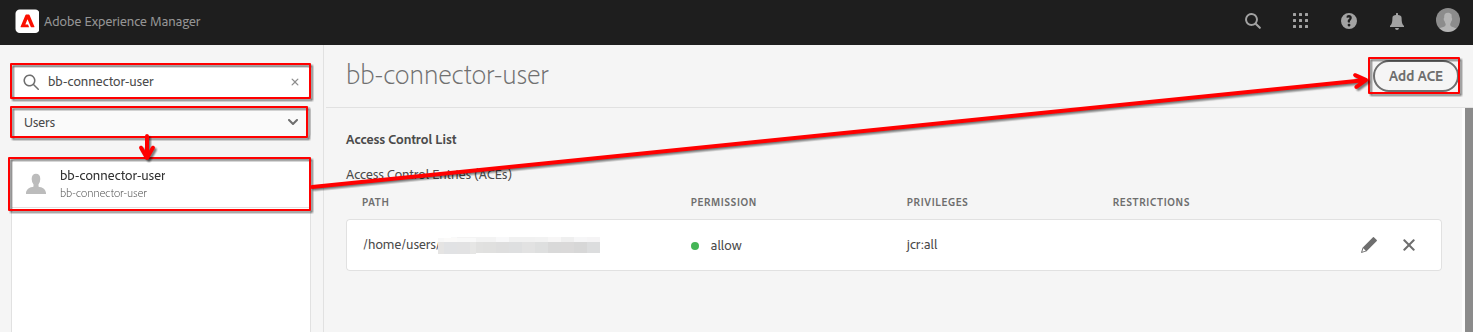 Adobe Experience Manager
bb-connector-user
Users
bb-connector-user
bb-connector-user
bb-connector-user
Add ACE
Access Control List
Access Control Entries (ACEs)
PATH PERMISSION PRIVILEGES RESTRICTIONS
/home/users/ allow jcr:all